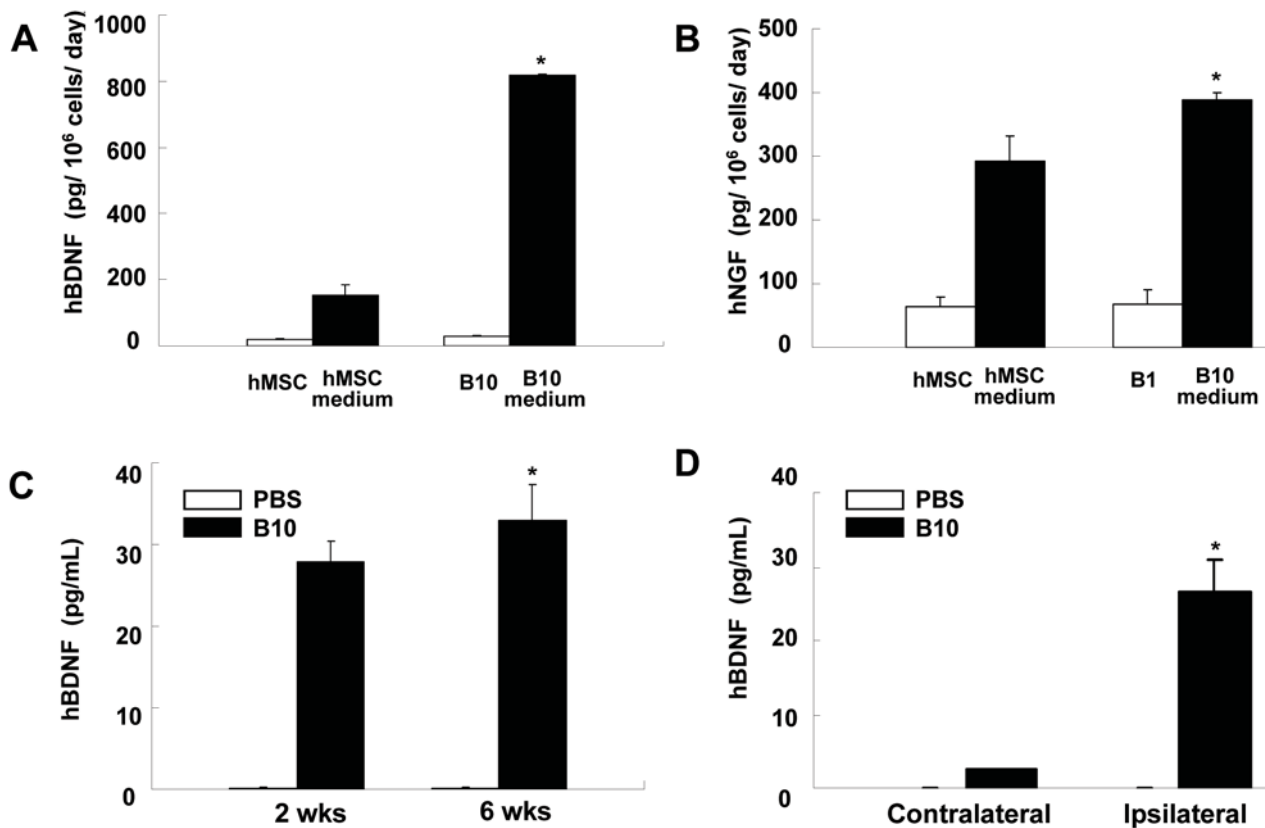 A
hBDNF (pg/ 10⁶ cells/ day)
1000
800
600
400
200
0
*
hMSC
hMSC
medium
B10
B10
medium
B
hNGF (pg/ 10⁶ cells/ day)
500
400
300
200
100
0
*
hMSC
hMSC
medium
B1
B10
medium
C
hBDNF (pg/mL)
40
30
20
10
0
PBS
B10
*
2 wks
6 wks
D
hBDNF (pg/mL)
40
30
20
10
0
PBS
B10
*
Contralateral
Ipsilateral